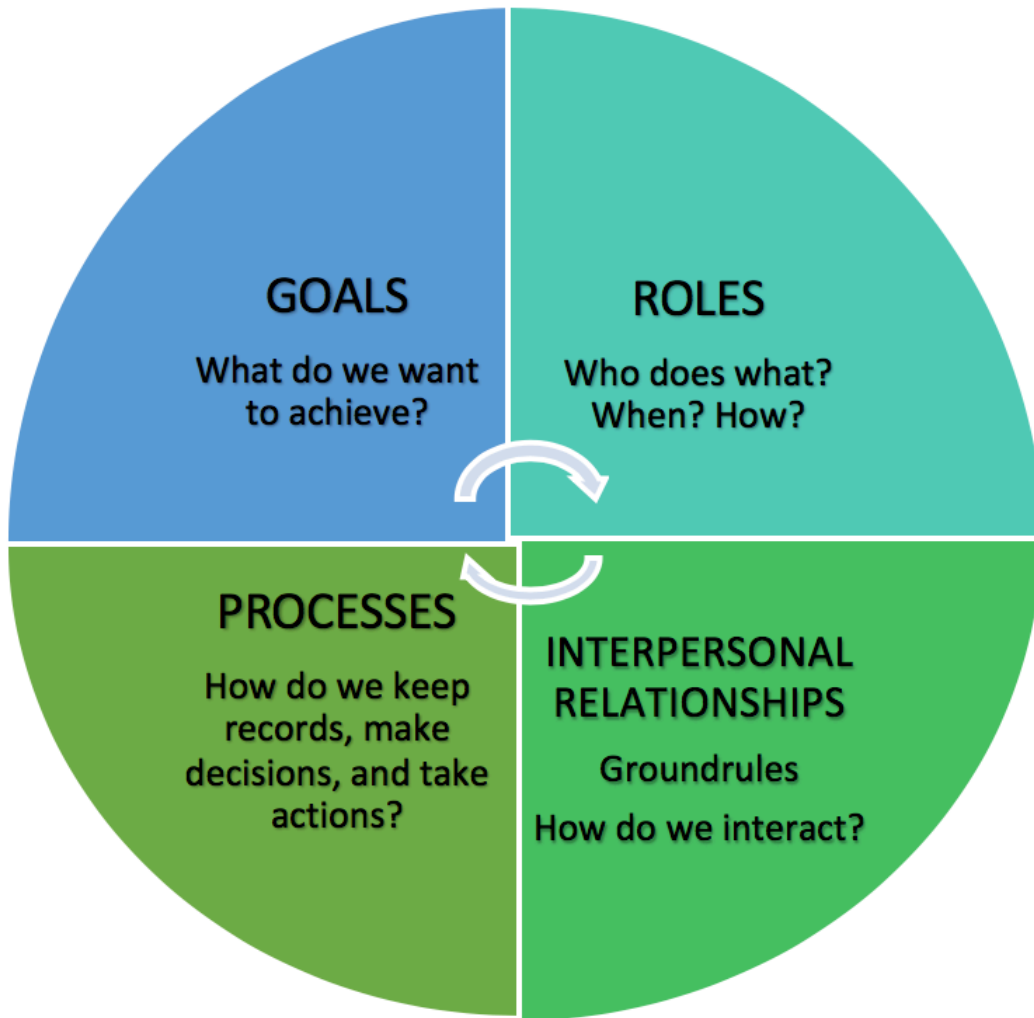 GOALS
What do we want
to achieve?
ROLES
Who does what?
When? How?
PROCESSES
How do we keep
records, make
decisions, and take
actions?
INTERPERSONAL
RELATIONSHIPS
Groundrules
How do we interact?